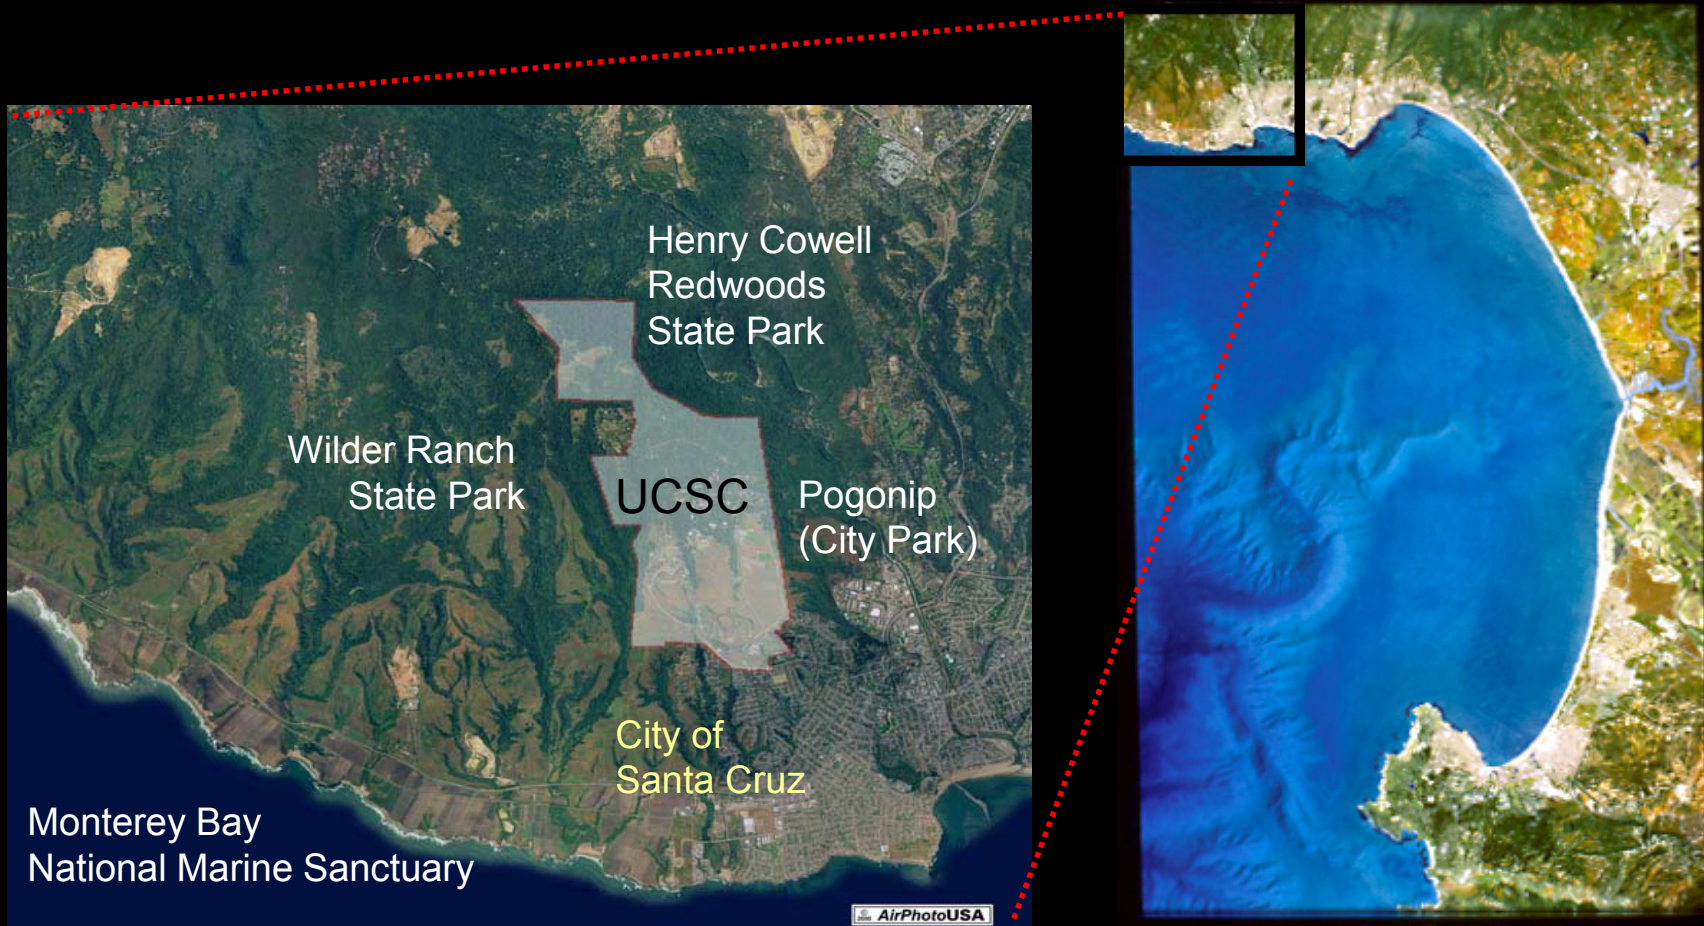 Henry Cowell
Redwoods
State Park
Wilder Ranch
State Park
UCSC
Pogonip
(City Park)
City of
Santa Cruz
Monterey Bay
National Marine Sanctuary
AirPhotoUSA